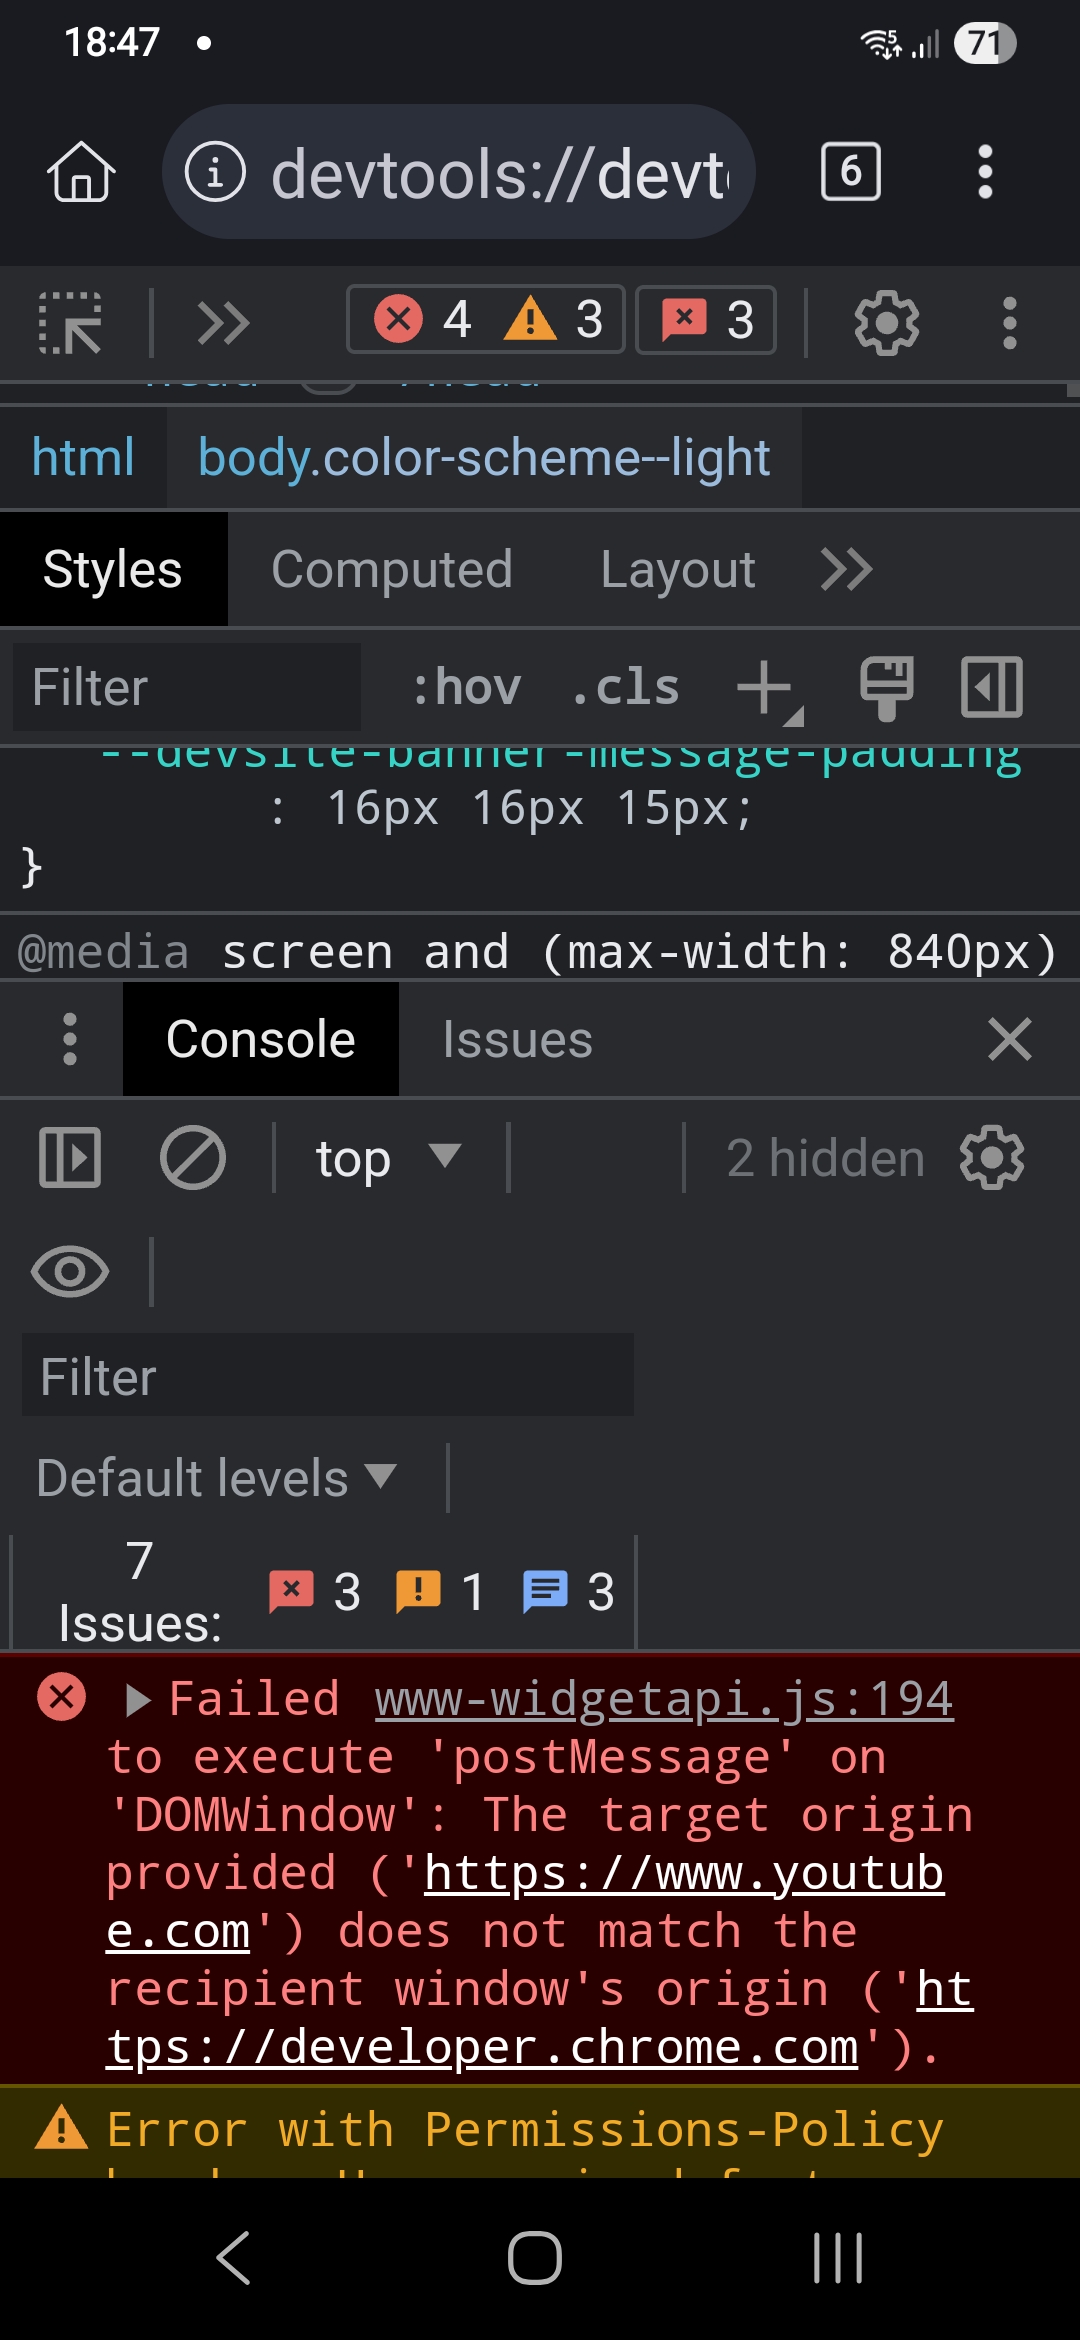 18:47
5
71
devtools://devt
6
4 3 3
html body.color-scheme--light
Styles Computed Layout
Filter :hov .cls
--devsite-banner-message-padding
: 16px 16px 15px;
}
@media screen and (max-width: 840px)
Console Issues
top 2 hidden
Filter
Default levels
7
Issues: 3 1 3
Failed www-widgetapi.js:194
to execute 'postMessage' on
'DOMWindow': The target origin
provided ('https://www.youtub
e.com') does not match the
recipient window's origin ('ht
tps://developer.chrome.com').
Error with Permissions-Policy